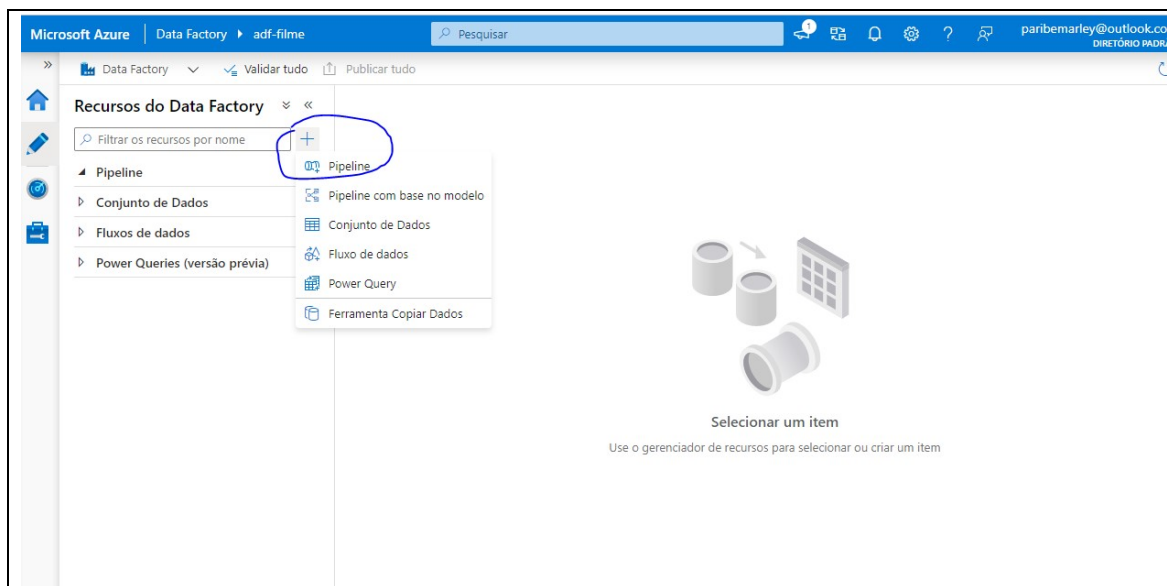 Microsoft Azure Data Factory adf-filme Pesquisar 1 paribemarley@outlook.co
DIRETÓRIO PADR
Data Factory Validar tudo Publicar tudo
Recursos do Data Factory
Filtrar os recursos por nome
Pipeline
Conjunto de Dados
Fluxos de dados
Power Queries (versão prévia)
Pipeline
Pipeline com base no modelo
Conjunto de Dados
Fluxo de dados
Power Query
Ferramenta Copiar Dados
Selecionar um item
Use o gerenciador de recursos para selecionar ou criar um item